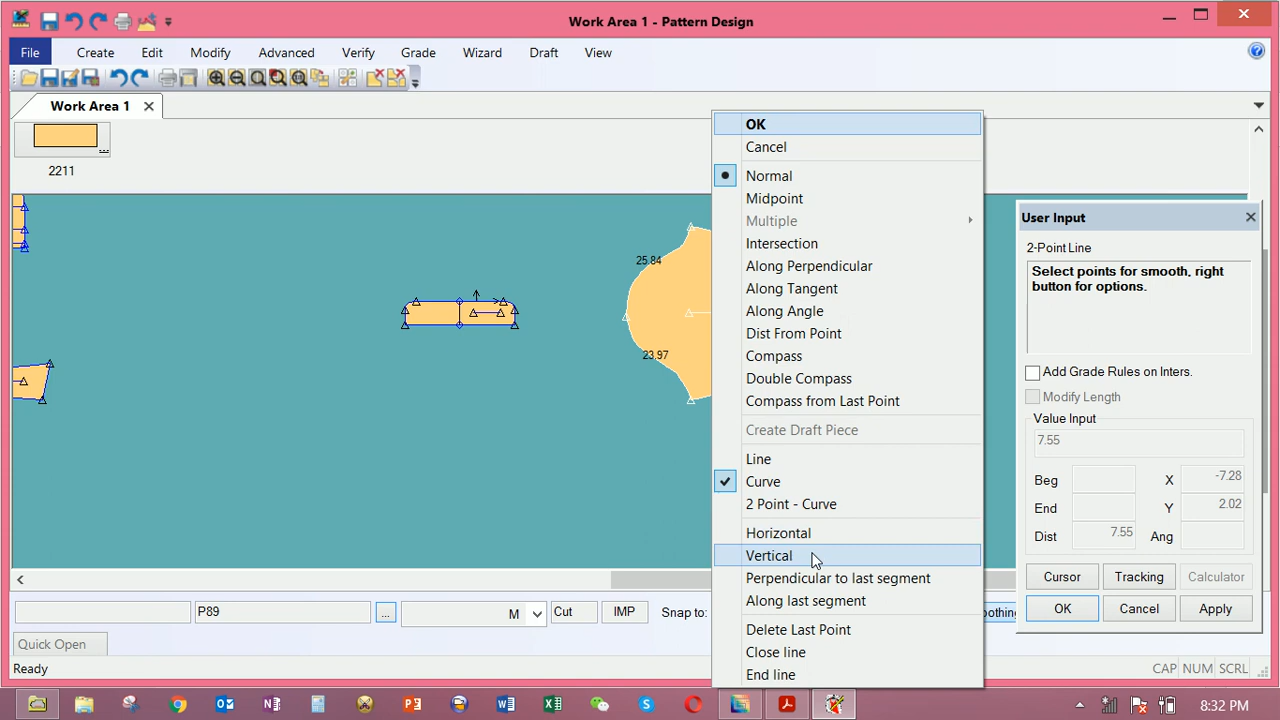 Work Area 1 - Pattern Design
File Create Edit Modify Advanced Verify Grade Wizard Draft View
Work Area 1
2211
25.84
23.97
OK
Cancel
Normal
Midpoint
Multiple
Intersection
Along Perpendicular
Along Tangent
Along Angle
Dist From Point
Compass
Double Compass
Compass from Last Point
Create Draft Piece
Line
Curve
2 Point - Curve
Horizontal
Vertical
Perpendicular to last segment
Along last segment
Delete Last Point
Close line
End line
User Input
2-Point Line
Select points for smooth, right
button for options.
Add Grade Rules on Inters.
Modify Length
Value Input
7.55
Beg X -7.28
End Y 2.02
Dist 7.55 Ang
Cursor Tracking Calculator
OK Cancel Apply
P89 ... M Cut IMP Snap to:
Quick Open
Ready CAP NUM SCRL
8:32 PM